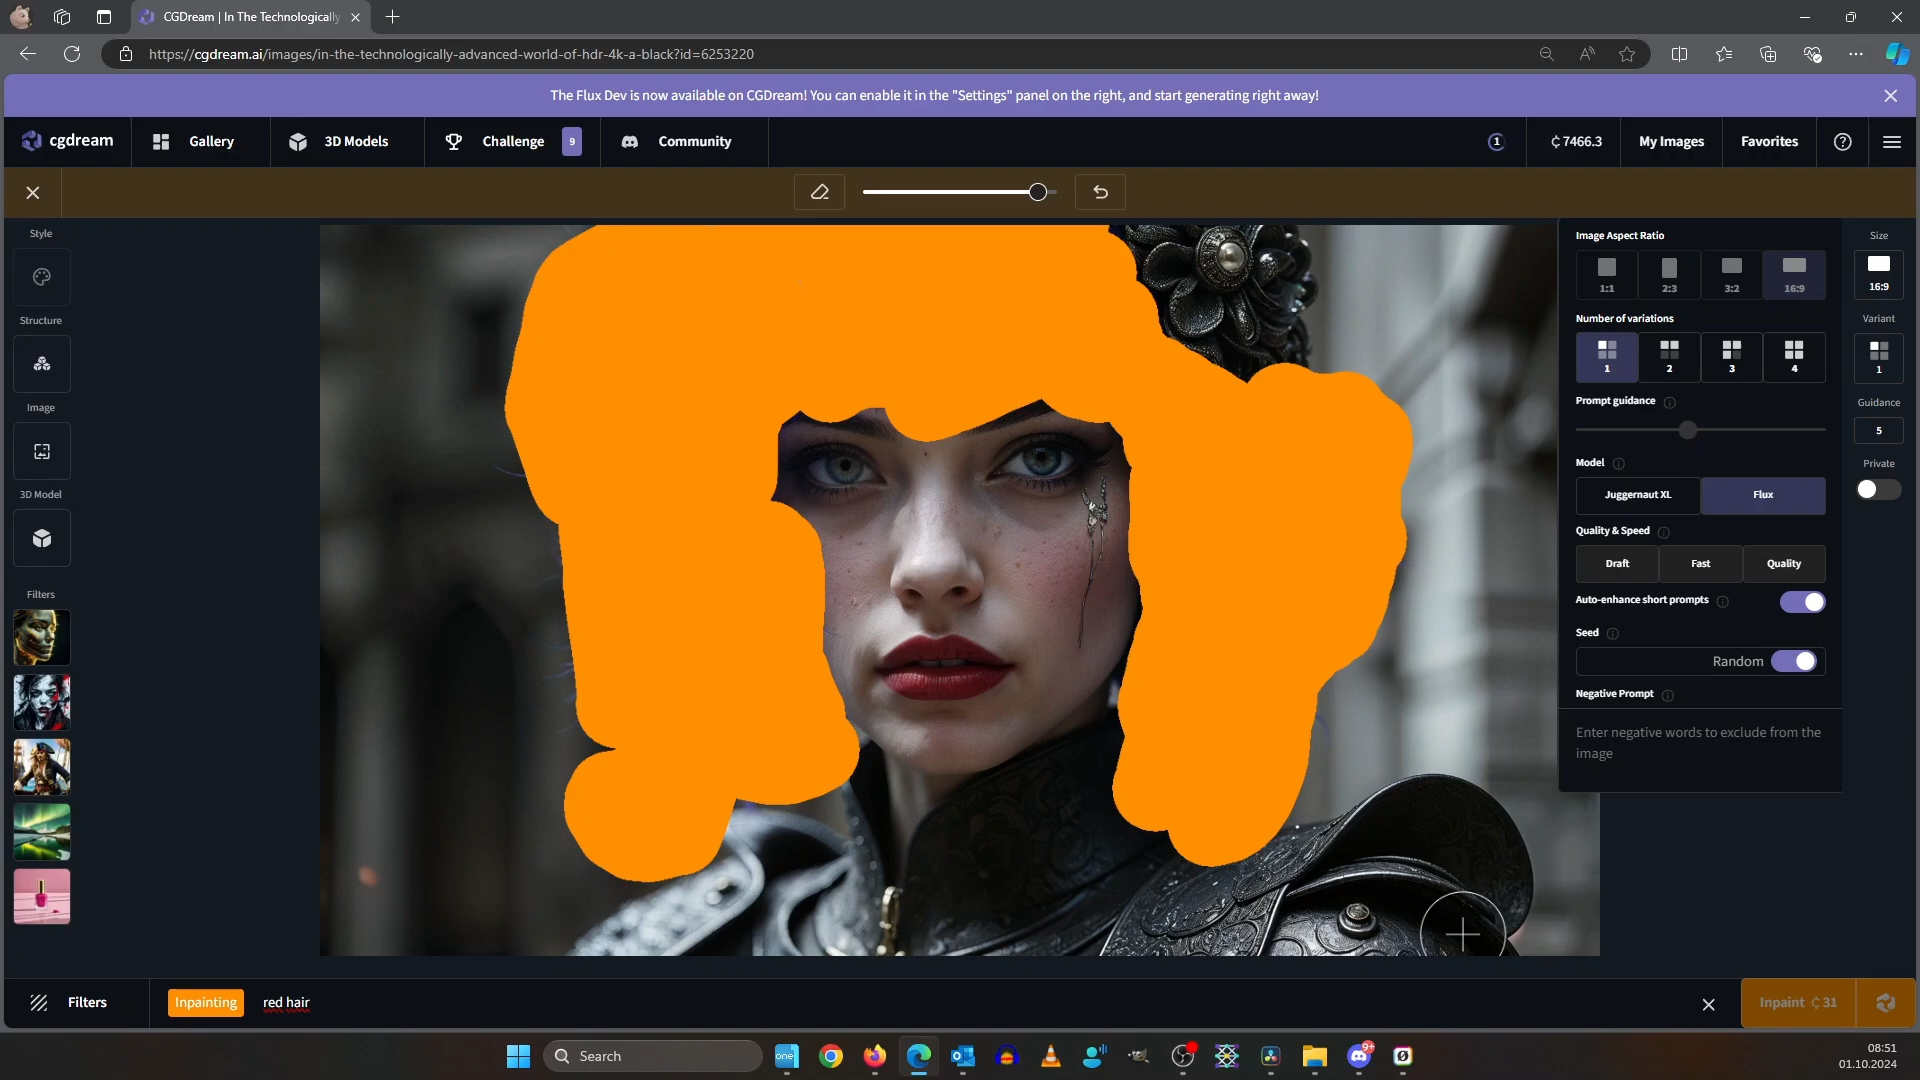 CGDream | In The Technologically
https://cgdream.ai/images/in-the-technologically-advanced-world-of-hdr-4k-a-black?id=6253220
The Flux Dev is now available on CGDream! You can enable it in the "Settings" panel on the right, and start generating right away!
cgdream
Gallery
3D Models
Challenge
9
Community
1
₵ 7466.3
My Images
Favorites
Style
Structure
Image
3D Model
Filters
Image Aspect Ratio
1:1
2:3
3:2
16:9
Number of variations
1
2
3
4
Prompt guidance
Model
Juggernaut XL
Flux
Quality & Speed
Draft
Fast
Quality
Auto-enhance short prompts
Seed
Random
Negative Prompt
Enter negative words to exclude from the
image
Size
16:9
Variant
1
Guidance
5
Private
Filters
Inpainting
red hair
Inpaint ₵ 31
Search
one
9+
08:51
01.10.2024